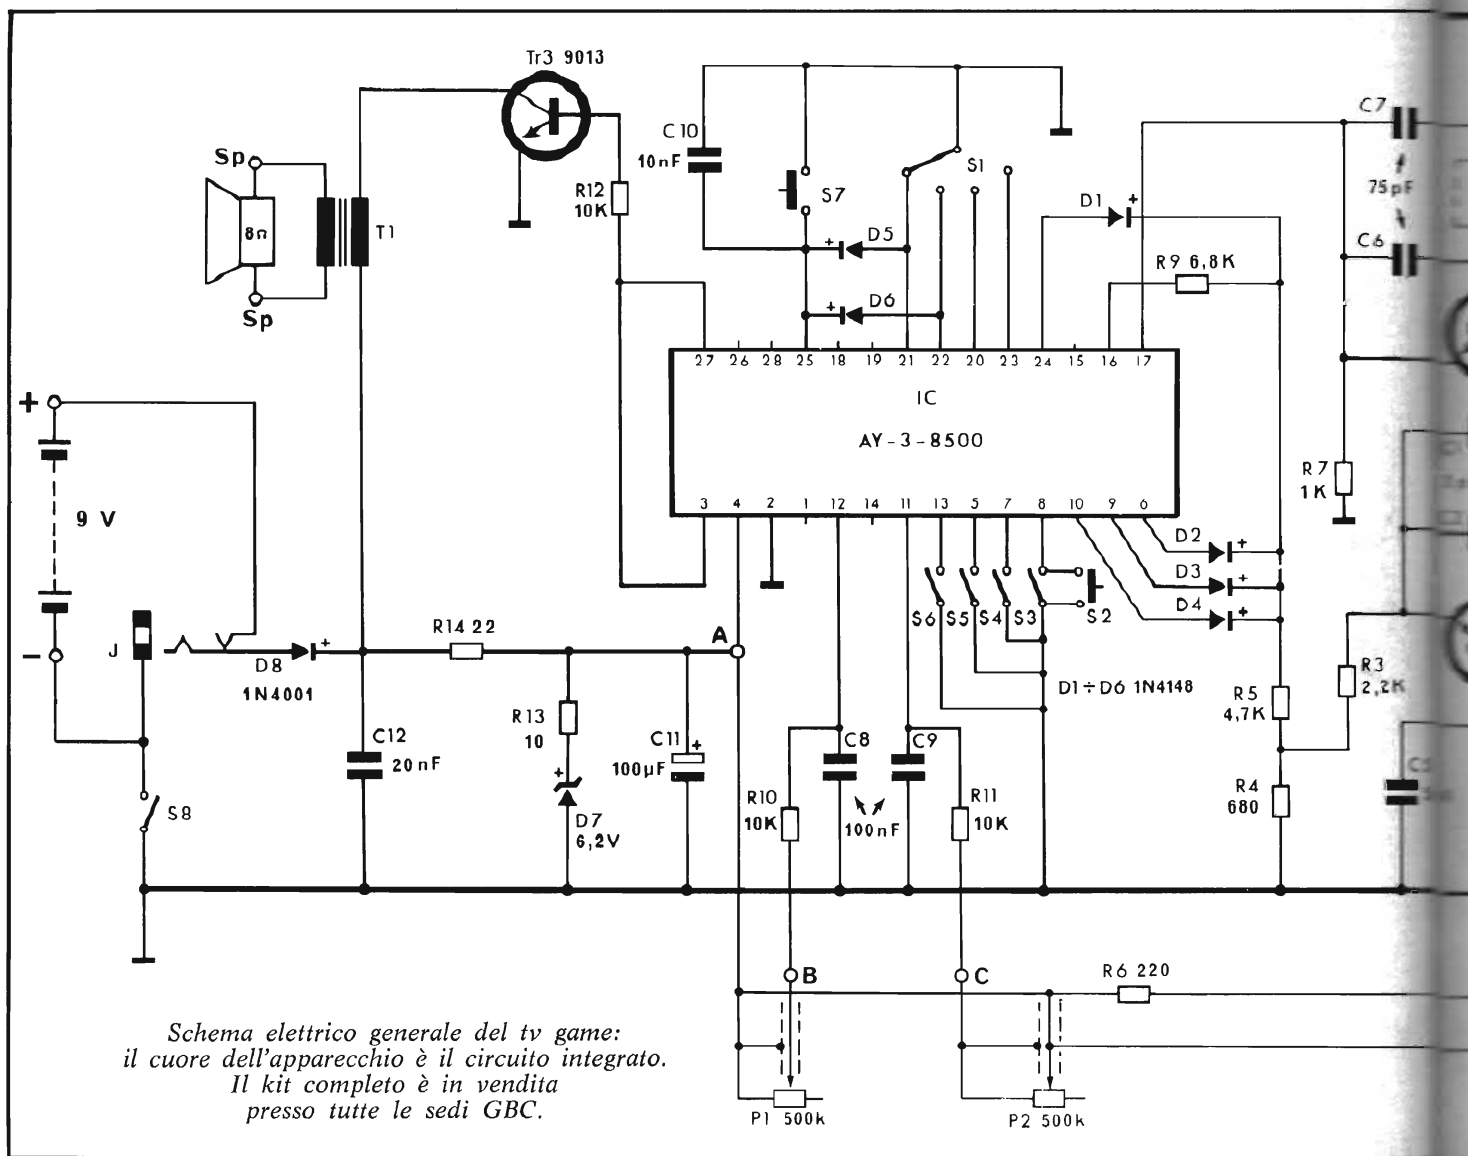 Tr3 9013
C10
10nF
S7
S1
C7
75pF
C6
Sp
8Ω
Sp
T1
R12
10K
+ D5
+ D6
D1 +
R9 6,8K
27 26 28 25 18 19 21 22 20 23 24 15 16 17
IC
AY-3-8500
3 4 2 1 12 14 11 13 5 7 8 10 9 6
+
9 V
-
J
D8 +
1N4001
R14 22
A
R13
10
C11 +
100µF
C12
20nF
+
D7
6,2V
S8
S6 S5 S4 S3 S2
D2 +
D3 +
D4 +
D1÷D6 1N4148
R7
1K
R3
2,2K
R5
4,7K
R4
680
C8
C9
100nF
R10
10K
R11
10K
B
C
R6 220
P1 500k
P2 500k
Schema elettrico generale del tv game:
il cuore dell'apparecchio è il circuito integrato.
Il kit completo è in vendita
presso tutte le sedi GBC.